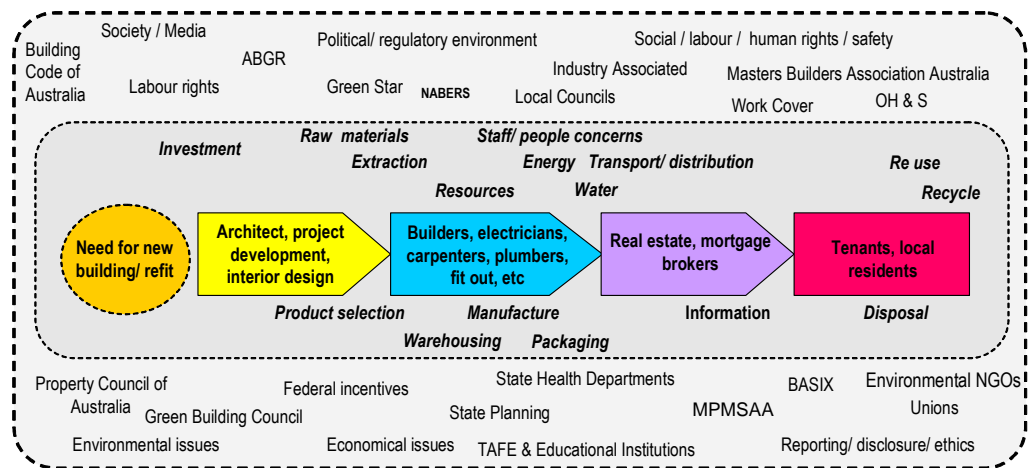 Society / Media
Political/ regulatory environment
Social / labour / human rights / safety
Building
Code of
Australia
ABGR
Industry Associated
Masters Builders Association Australia
Labour rights
Green Star
NABERS
Local Councils
Work Cover
OH & S
Raw materials
Staff/ people concerns
Investment
Extraction
Energy
Transport/ distribution
Re use
Resources
Water
Recycle
Need for new
building/ refit
Architect, project
development,
interior design
Builders, electricians,
carpenters, plumbers,
fit out, etc
Real estate, mortgage
brokers
Tenants, local
residents
Product selection
Manufacture
Information
Disposal
Warehousing
Packaging
Property Council of
Australia
Federal incentives
State Health Departments
BASIX
Environmental NGOs
Unions
Green Building Council
State Planning
MPMSAA
Environmental issues
Economical issues
TAFE & Educational Institutions
Reporting/ disclosure/ ethics